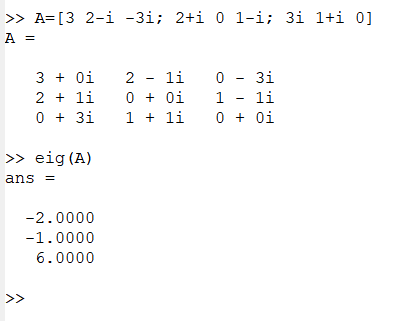 >> A=[3 2-i -3i; 2+i 0 1-i; 3i 1+i 0]
A =
3 + 0i 2 - 1i 0 - 3i
2 + 1i 0 + 0i 1 - 1i
0 + 3i 1 + 1i 0 + 0i
>> eig(A)
ans =
-2.0000
-1.0000
6.0000
>>